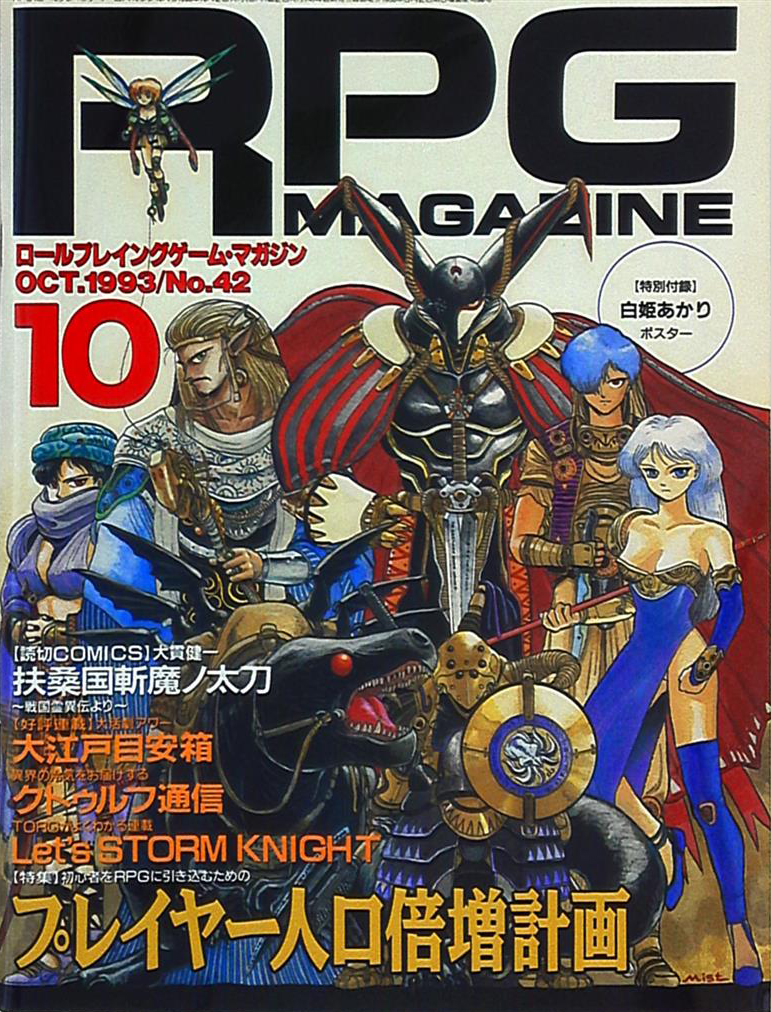 RPG
MAGAZINE
ロールプレイングゲーム・マガジン
OCT.1993/No.42
10
【特別付録】
白姫あかり
ポスター
【読切COMICS】大貫健一
扶桑国斬魔ノ太刀
〜戦国霊異伝より〜
【好評連載】大活劇アワー
大江戸目安箱
異界の瘴気をお届けする
クトゥルフ通信
TORGがよくわかる連載
Let's STORM KNIGHT
【特集】初心者をRPGに引き込むための
プレイヤー人口倍増計画
Mist